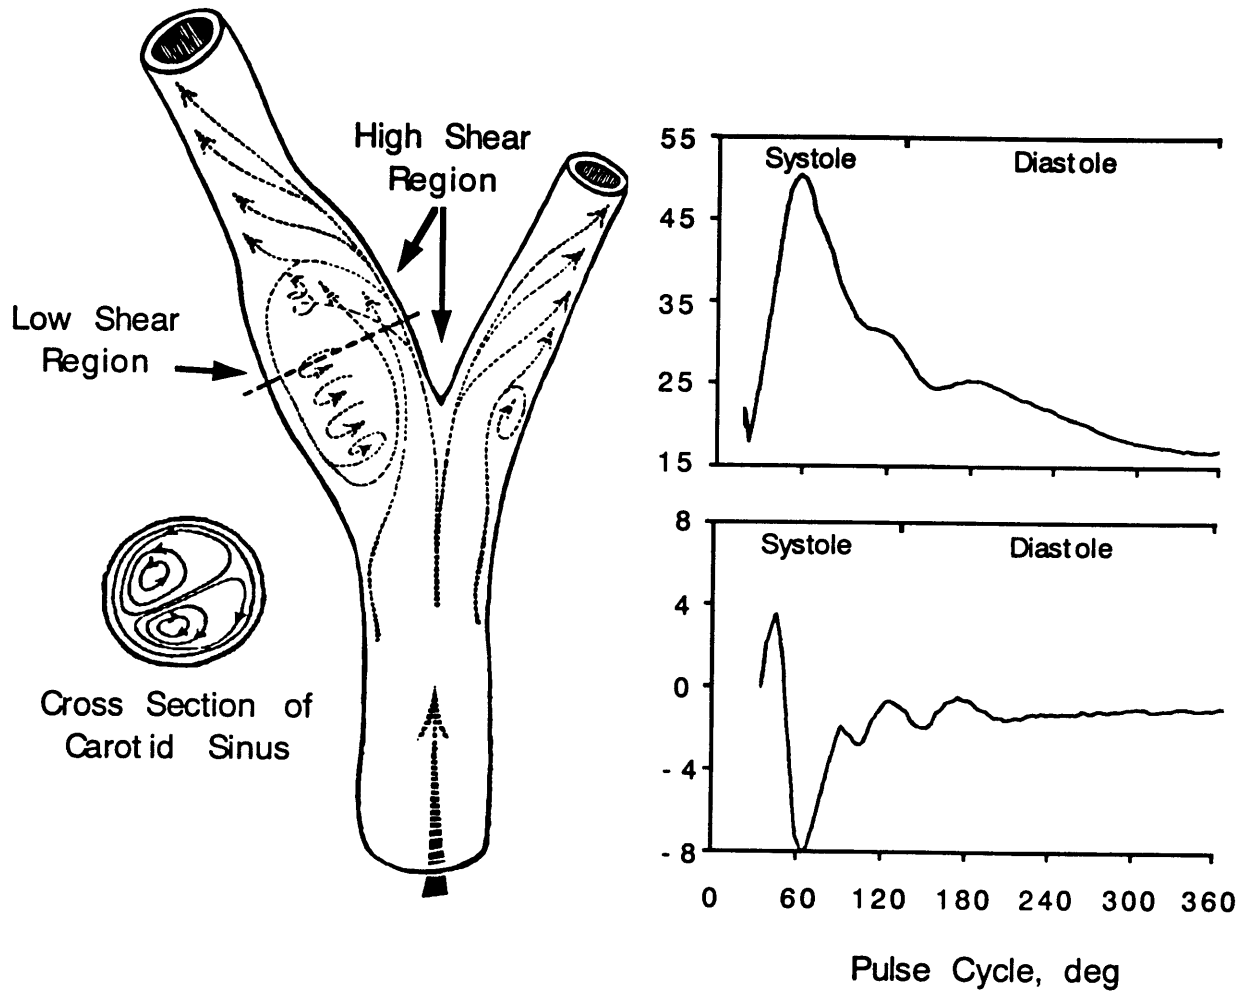 High Shear
Region
Low Shear
Region
Cross Section of
Carotid Sinus
55
45
35
25
15
Systole
Diastole
8
4
0
- 4
- 8
Systole
Diastole
0 60 120 180 240 300 360
Pulse Cycle, deg